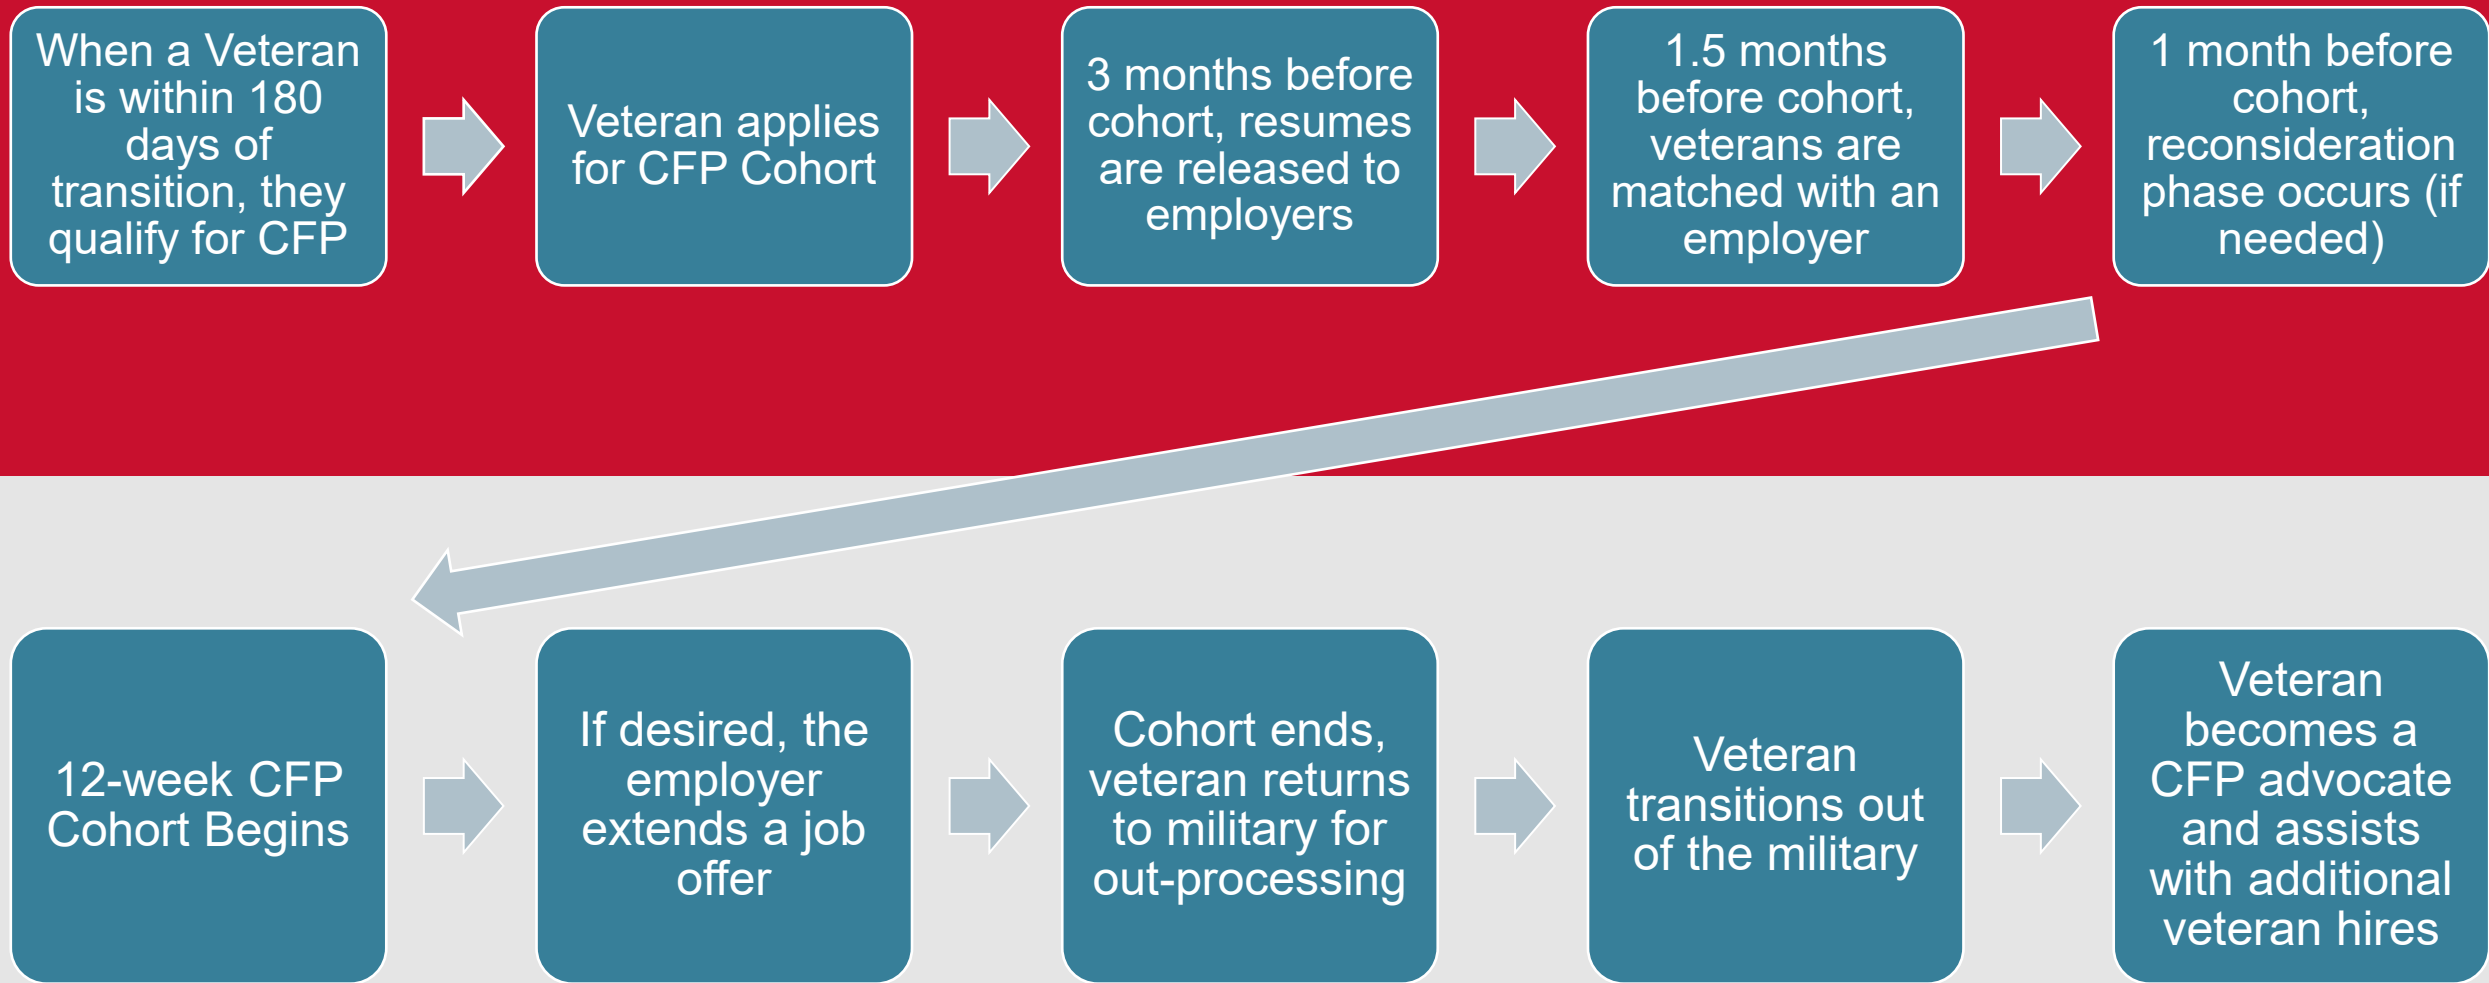 When a Veteran
is within 180
days of
transition, they
qualify for CFP
Veteran applies
for CFP Cohort
3 months before
cohort, resumes
are released to
employers
1.5 months
before cohort,
veterans are
matched with an
employer
1 month before
cohort,
reconsideration
phase occurs (if
needed)
12-week CFP
Cohort Begins
If desired, the
employer
extends a job
offer
Cohort ends,
veteran returns
to military for
out-processing
Veteran
transitions out
of the military
Veteran
becomes a
CFP advocate
and assists
with additional
veteran hires